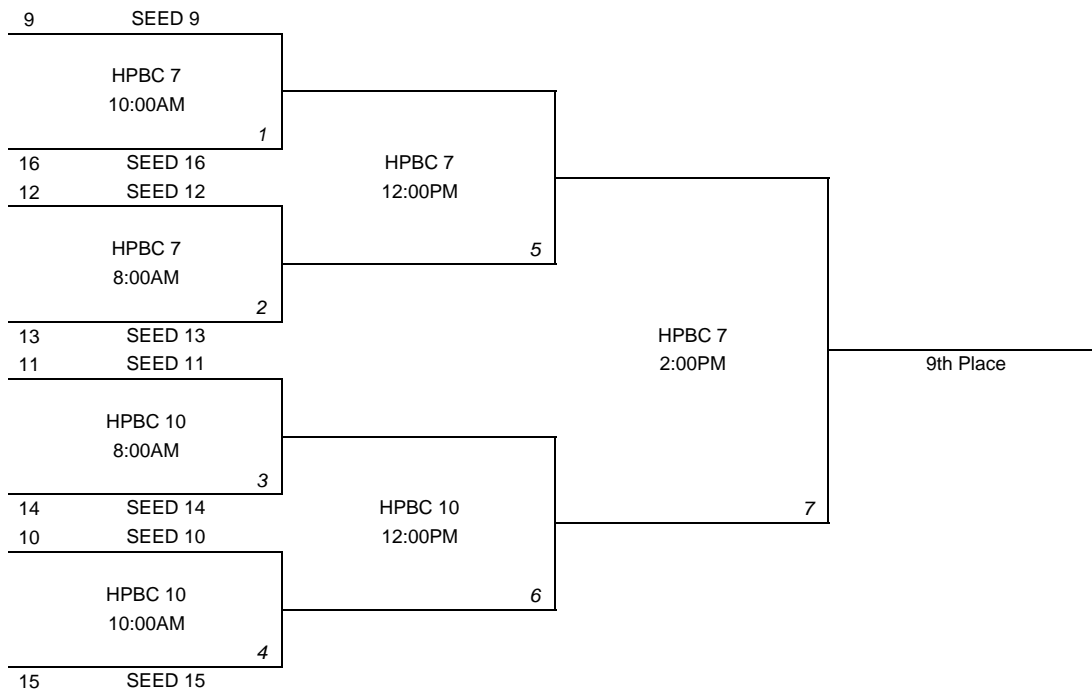 9 SEED 9
HPBC 7
10:00AM
1
16 SEED 16
12 SEED 12
HPBC 7
8:00AM
2
13 SEED 13
11 SEED 11
HPBC 10
8:00AM
3
14 SEED 14
10 SEED 10
HPBC 10
10:00AM
4
15 SEED 15
HPBC 7
12:00PM
5
HPBC 10
12:00PM
6
HPBC 7
2:00PM
7
9th Place